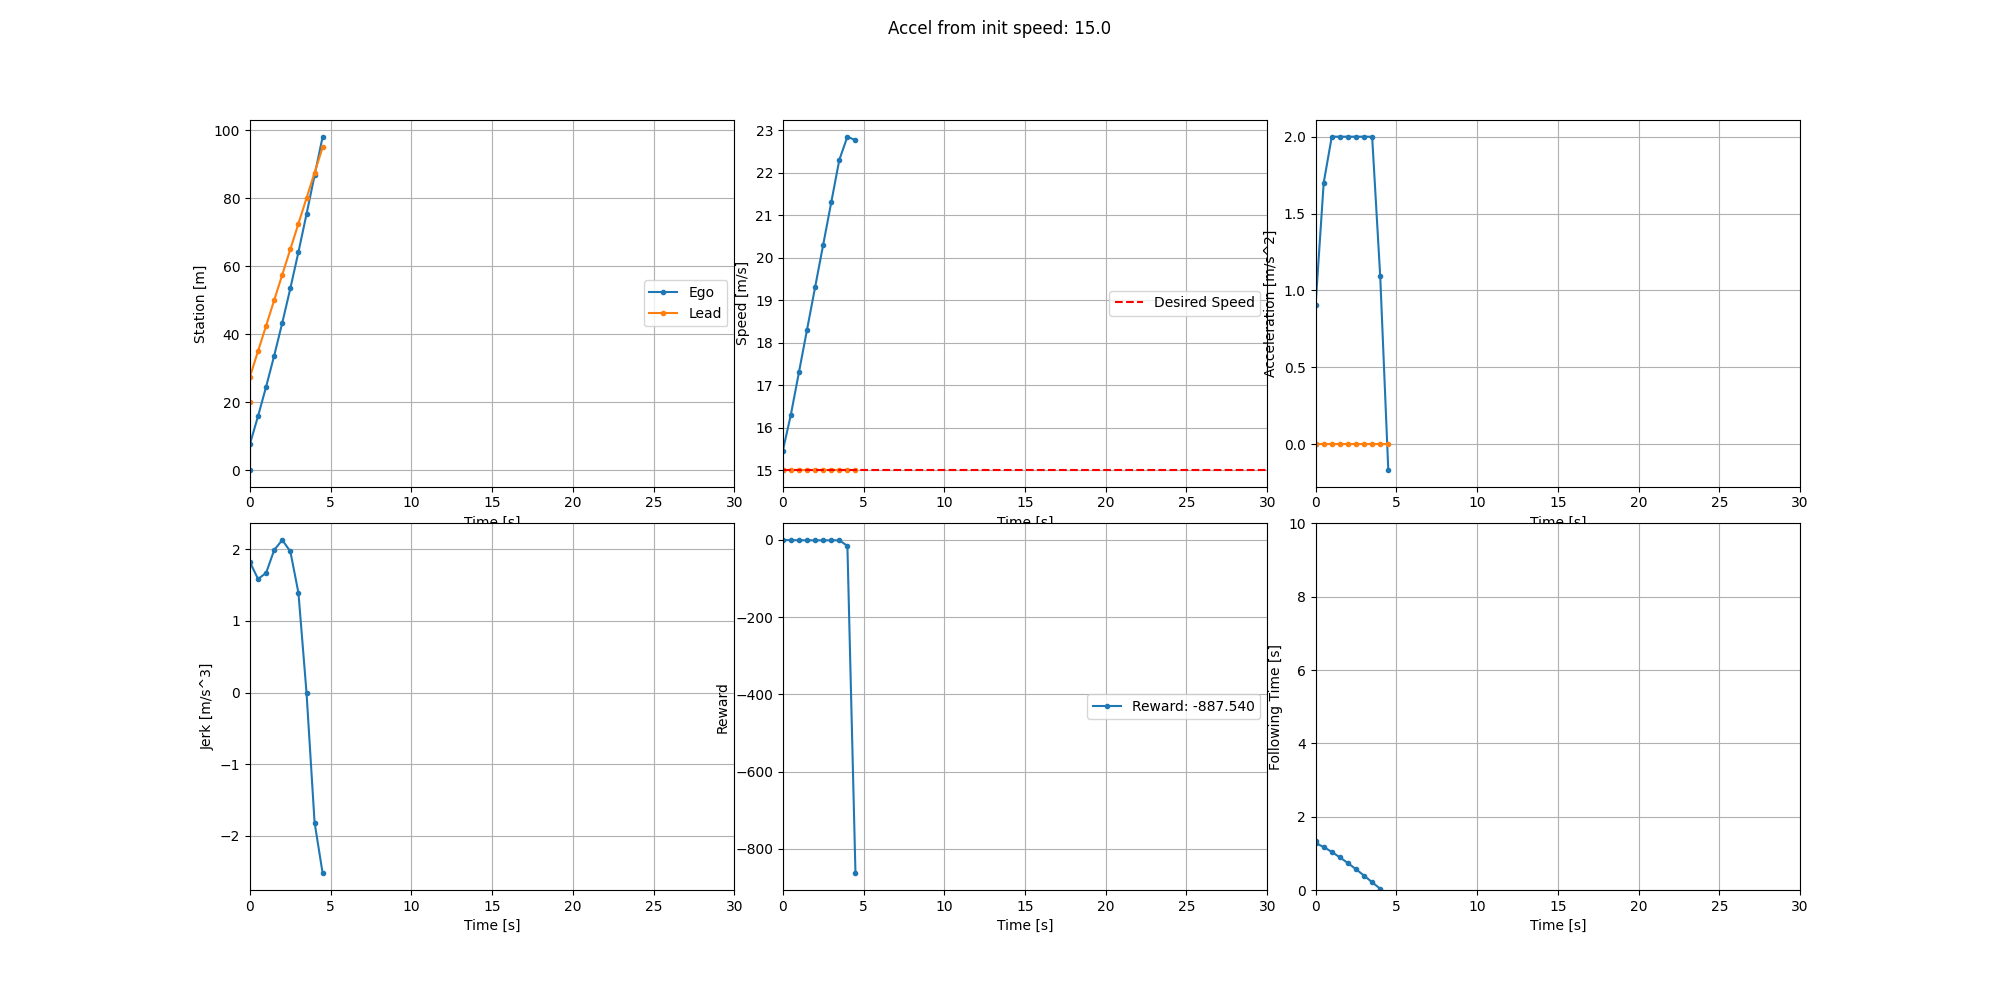 Accel from init speed: 15.0
Station [m]
100
80
60
40
20
0
Ego
Lead
0 5 10 15 20 25 30
Time [s]
Speed [m/s]
23
22
21
20
19
18
17
16
15
Desired Speed
0 5 10 15 20 25 30
Time [s]
Acceleration [m/s^2]
2.0
1.5
1.0
0.5
0.0
0 5 10 15 20 25 30
Time [s]
Jerk [m/s^3]
2
1
0
−1
−2
0 5 10 15 20 25 30
Time [s]
Reward
0
−200
−400
−600
−800
Reward: -887.540
0 5 10 15 20 25 30
Time [s]
Following Time [s]
10
8
6
4
2
0
0 5 10 15 20 25 30
Time [s]